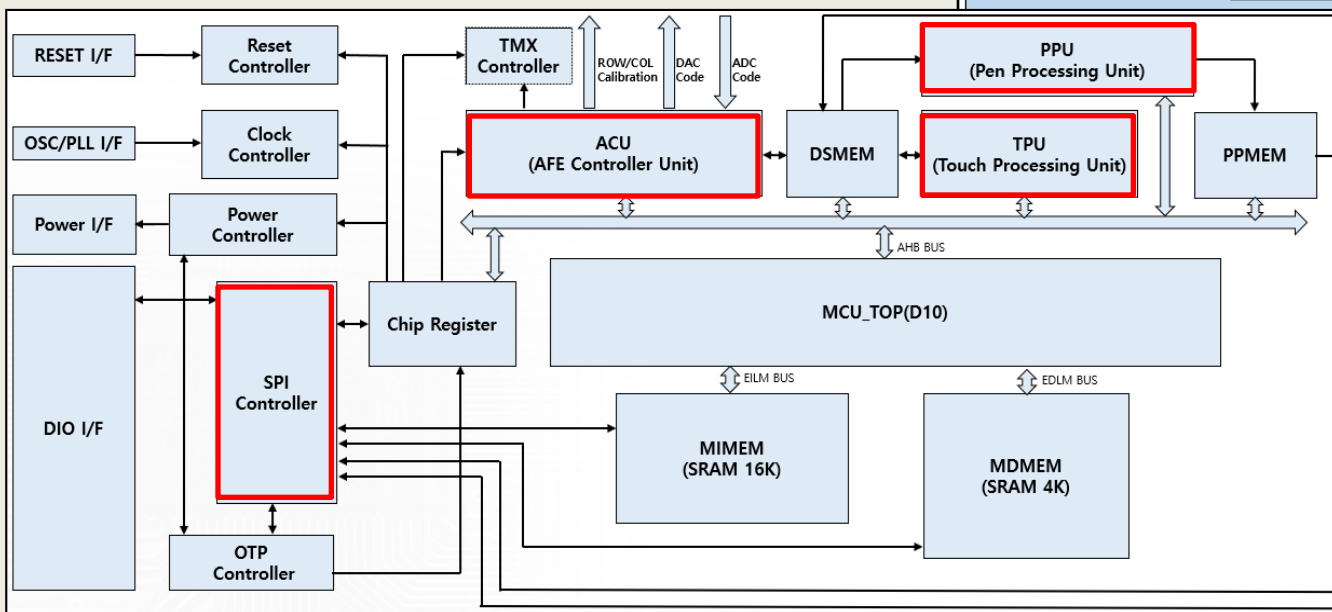 RESET I/F
Reset
Controller
TMX
Controller
ROW/COL
Calibration
DAC
Code
ADC
Code
PPU
(Pen Processing Unit)
OSC/PLL I/F
Clock
Controller
ACU
(AFE Controller Unit)
DSMEM
TPU
(Touch Processing Unit)
PPMEM
Power I/F
Power
Controller
AHB BUS
DIO I/F
SPI
Controller
Chip Register
MCU_TOP(D10)
EILM BUS
EDLM BUS
MIMEM
(SRAM 16K)
MDMEM
(SRAM 4K)
OTP
Controller